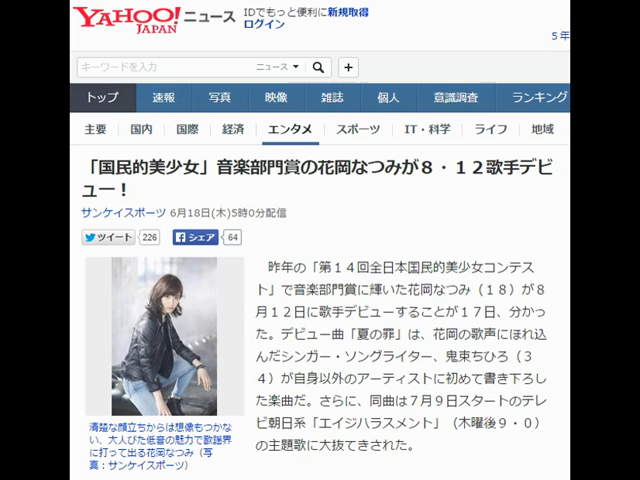 YAHOO! JAPAN ニュース
IDでもっと便利に新規取得
ログイン
5年
キーワードを入力
ニュース
+
トップ 速報 写真 映像 雑誌 個人 意識調査 ランキング
主要 国内 国際 経済 エンタメ スポーツ IT・科学 ライフ 地域
「国民的美少女」音楽部門賞の花岡なつみが8・12歌手デビ
ュー!
サンケイスポーツ 6月18日(木)5時0分配信
ツイート 226 シェア 64
昨年の「第14回全日本国民的美少女コンテス
ト」で音楽部門賞に輝いた花岡なつみ(18)が8
月12日に歌手デビューすることが17日、分かっ
た。デビュー曲「夏の罪」は、花岡の歌声にほれ込
んだシンガー・ソングライター、鬼束ちひろ(3
4)が自身以外のアーティストに初めて書き下ろし
た楽曲だ。さらに、同曲は7月9日スタートのテレ
ビ朝日系「エイジハラスメント」(木曜後9・0)
の主題歌に大抜てきされた。
清楚な顔立ちからは想像もつかな
い、大人びた低音の魅力で歌謡界
に打って出る花岡なつみ(写
真:サンケイスポーツ)